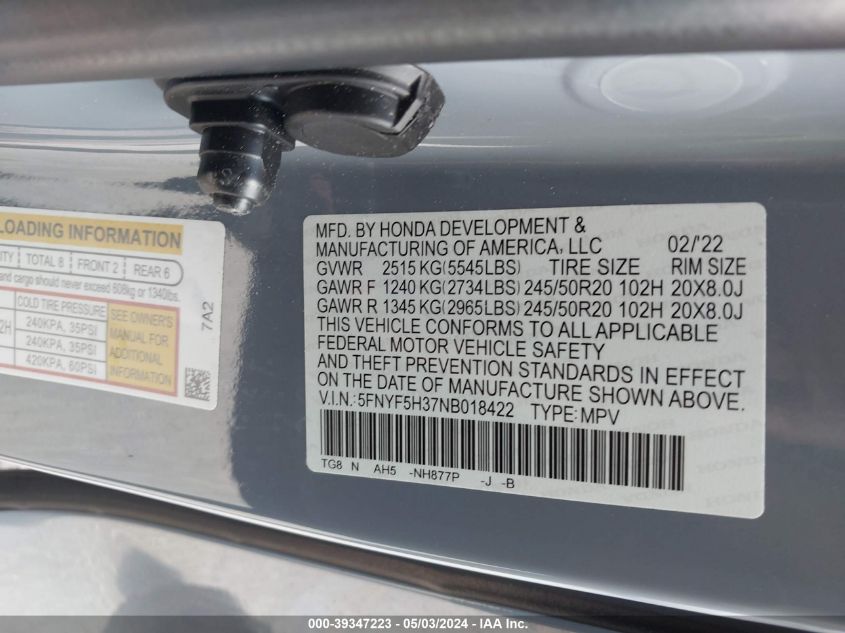 LOADING INFORMATION
ITY TOTAL 8 FRONT 2 REAR 6
and cargo should never exceed 608kg or 1340lbs.
COLD TIRE PRESSURE
2H 240KPA, 35PSI
240KPA, 35PSI
420KPA, 60PSI
SEE OWNER'S
MANUAL FOR
ADDITIONAL
INFORMATION
7A2
MFD. BY HONDA DEVELOPMENT &
MANUFACTURING OF AMERICA, LLC 02/'22
GVWR 2515 KG(5545LBS) TIRE SIZE RIM SIZE
GAWR F 1240 KG(2734LBS) 245/50R20 102H 20X8.0J
GAWR R 1345 KG(2965LBS) 245/50R20 102H 20X8.0J
THIS VEHICLE CONFORMS TO ALL APPLICABLE
FEDERAL MOTOR VEHICLE SAFETY
AND THEFT PREVENTION STANDARDS IN EFFECT
ON THE DATE OF MANUFACTURE SHOWN ABOVE.
V.I.N.:5FNYF5H37NB018422 TYPE:MPV
TG8 N AH5 -NH877P -J -B
000-39347223 - 05/03/2024 - IAA Inc.